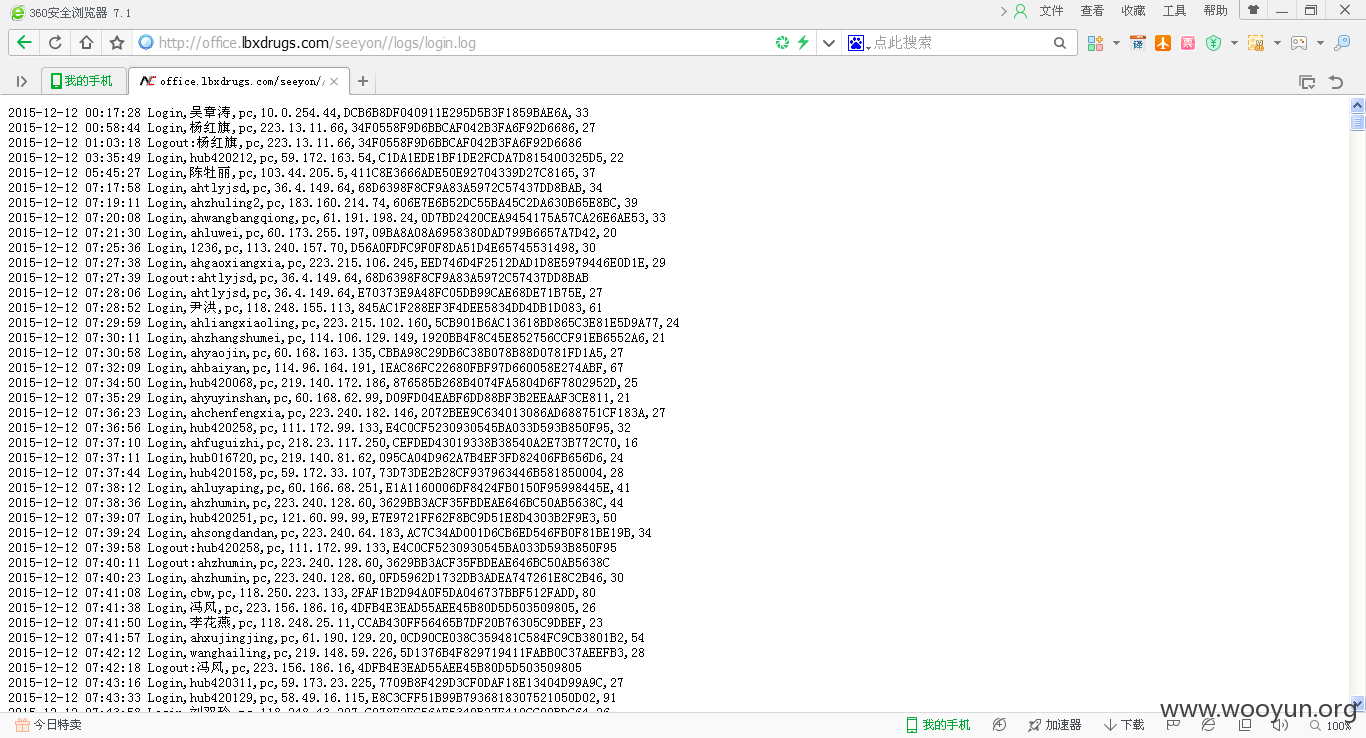 360安全浏览器 7.1
文件 查看 收藏 工具 帮助
http://office.lbxdrugs.com/seeyon//logs/login.log
点此搜索
我的手机
office.lbxdrugs.com/seeyon/
2015-12-12 00:17:28 Login,吴章涛,pc,10.0.254.44,DCB6B8DF040911E295D5B3F1859BAE6A,33
2015-12-12 00:58:44 Login,杨红旗,pc,223.13.11.66,34F0558F9D6BBCAF042B3FA6F92D6686,27
2015-12-12 01:03:18 Logout:杨红旗,pc,223.13.11.66,34F0558F9D6BBCAF042B3FA6F92D6686
2015-12-12 03:35:49 Login,hub420212,pc,59.172.163.54,C1DA1EDE1BF1DE2FCDA7D815400325D5,22
2015-12-12 05:45:27 Login,陈牡丽,pc,103.44.205.5,411C8E3666ADE50E92704339D27C8165,37
2015-12-12 07:17:58 Login,ahtlyjsd,pc,36.4.149.64,68D6398F8CF9A83A5972C57437DD8BAB,34
2015-12-12 07:19:11 Login,ahzhuling2,pc,183.160.214.74,606E7E6B52DC55BA45C2DA630B65E8BC,39
2015-12-12 07:20:08 Login,ahwangbangqiong,pc,61.191.198.24,0D7BD2420CEA9454175A57CA26E6AE53,33
2015-12-12 07:21:30 Login,ahluwei,pc,60.173.255.197,09BA8A08A6958380DAD799B6657A7D42,20
2015-12-12 07:25:36 Login,1236,pc,113.240.157.70,D56A0FDFC9F0F8DA51D4E65745531498,30
2015-12-12 07:27:38 Login,ahgaoxiangxia,pc,223.215.106.245,EED746D4F2512DAD1D8E5979446E0D1E,29
2015-12-12 07:27:39 Logout:ahtlyjsd,pc,36.4.149.64,68D6398F8CF9A83A5972C57437DD8BAB
2015-12-12 07:28:06 Login,ahtlyjsd,pc,36.4.149.64,E70373E9A48FC05DB99CAE68DE71B75E,27
2015-12-12 07:28:52 Login,尹洪,pc,118.248.155.113,845AC1F288EF3F4DEE5834DD4DB1D083,61
2015-12-12 07:29:59 Login,ahliangxiaoling,pc,223.215.102.160,5CB901B6AC13618BD865C3E81E5D9A77,24
2015-12-12 07:30:11 Login,ahzhangshumei,pc,114.106.129.149,1920BB4F8C45E852756CCF91EB6552A6,21
2015-12-12 07:30:58 Login,ahyaojin,pc,60.168.163.135,CBBA98C29DB6C38B078B88D0781FD1A5,27
2015-12-12 07:32:09 Login,ahbaiyan,pc,114.96.164.191,1EAC86FC22680FBF97D660058E274ABF,67
2015-12-12 07:34:50 Login,hub420068,pc,219.140.172.186,876585B268B4074FA5804D6F7802952D,25
2015-12-12 07:35:29 Login,ahyuyinshan,pc,60.168.62.99,D09FD04EABF6DD88BF3B2EEAAF3CE811,21
2015-12-12 07:36:23 Login,ahchenfengxia,pc,223.240.182.146,2072BEE9C634013086AD688751CF183A,27
2015-12-12 07:36:56 Login,hub420258,pc,111.172.99.133,E4C0CF5230930545BA033D593B850F95,32
2015-12-12 07:37:10 Login,ahfuguizhi,pc,218.23.117.250,CEFDED43019338B38540A2E73B772C70,16
2015-12-12 07:37:11 Login,hub016720,pc,219.140.81.62,095CA04D962A7B4EF3FD82406FB656D6,24
2015-12-12 07:37:44 Login,hub420158,pc,59.172.33.107,73D73DE2B28CF937963446B581850004,28
2015-12-12 07:38:12 Login,ahluyaping,pc,60.166.68.251,E1A1160006DF8424FB0150F95998445E,41
2015-12-12 07:38:36 Login,ahzhumin,pc,223.240.128.60,3629BB3ACF35FBDEAE646BC50AB5638C,44
2015-12-12 07:39:07 Login,hub420251,pc,121.60.99.99,E7E9721FF62F8BC9D51E8D4303B2F9E3,50
2015-12-12 07:39:24 Login,ahsongdandan,pc,223.240.64.183,AC7C34AD001D6CB6ED546FB0F81BE19B,34
2015-12-12 07:39:58 Logout:hub420258,pc,111.172.99.133,E4C0CF5230930545BA033D593B850F95
2015-12-12 07:40:11 Logout:ahzhumin,pc,223.240.128.60,3629BB3ACF35FBDEAE646BC50AB5638C
2015-12-12 07:40:23 Login,ahzhumin,pc,223.240.128.60,0FD5962D1732DB3ADEA747261E8C2B46,30
2015-12-12 07:41:08 Login,cbw,pc,118.250.223.133,2FAF1B2D94A0F5DA046737BBF512FADD,80
2015-12-12 07:41:38 Login,冯风,pc,223.156.186.16,4DFB4E3EAD55AEE45B80D5D503509805,26
2015-12-12 07:41:50 Login,李花燕,pc,118.248.25.11,CCAB430FF56465B7DF20B76305C9DBEF,23
2015-12-12 07:41:57 Login,ahxujingjing,pc,61.190.129.20,0CD90CE038C359481C584FC9CB3801B2,54
2015-12-12 07:42:12 Login,wanghailing,pc,219.148.59.226,5D1376B4F829719411FABB0C37AEEFB3,28
2015-12-12 07:42:18 Logout:冯风,pc,223.156.186.16,4DFB4E3EAD55AEE45B80D5D503509805
2015-12-12 07:43:16 Login,hub420311,pc,59.173.23.225,7709B8F429D3CF0DAF18E13404D99A9C,27
2015-12-12 07:43:33 Login,hub420129,pc,58.49.16.115,E8C3CFF51B99B7936818307521050D02,91
2015-12-12 07:43:58 Login,
www.wooyun.org
今日特卖
我的手机 加速器 下载 100%